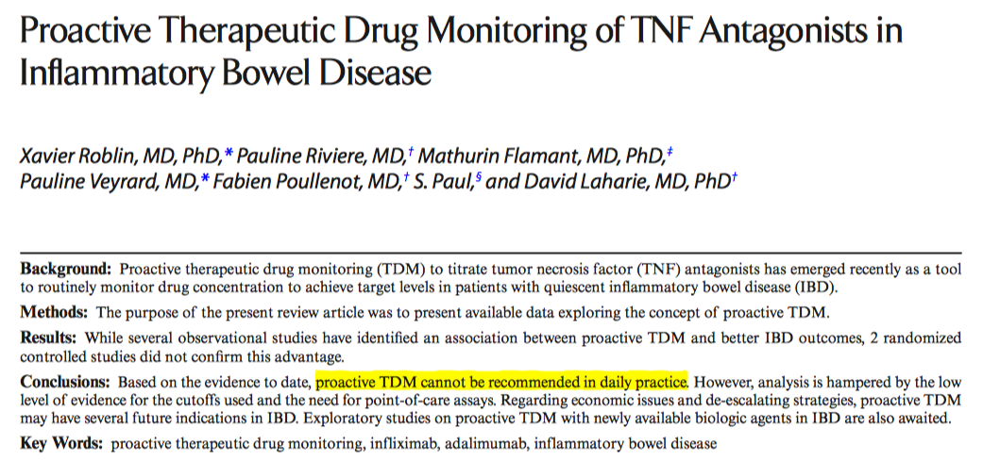 Proactive Therapeutic Drug Monitoring of TNF Antagonists in
Inflammatory Bowel Disease
Xavier Roblin, MD, PhD,* Pauline Riviere, MD,† Mathurin Flamant, MD, PhD,‡
Pauline Veyrard, MD,* Fabien Poullenot, MD,† S. Paul,§ and David Laharie, MD, PhD†
Background: Proactive therapeutic drug monitoring (TDM) to titrate tumor necrosis factor (TNF) antagonists has emerged recently as a tool
to routinely monitor drug concentration to achieve target levels in patients with quiescent inflammatory bowel disease (IBD).
Methods: The purpose of the present review article was to present available data exploring the concept of proactive TDM.
Results: While several observational studies have identified an association between proactive TDM and better IBD outcomes, 2 randomized
controlled studies did not confirm this advantage.
Conclusions: Based on the evidence to date, proactive TDM cannot be recommended in daily practice. However, analysis is hampered by the low
level of evidence for the cutoffs used and the need for point-of-care assays. Regarding economic issues and de-escalating strategies, proactive TDM
may have several future indications in IBD. Exploratory studies on proactive TDM with newly available biologic agents in IBD are also awaited.
Key Words: proactive therapeutic drug monitoring, infliximab, adalimumab, inflammatory bowel disease